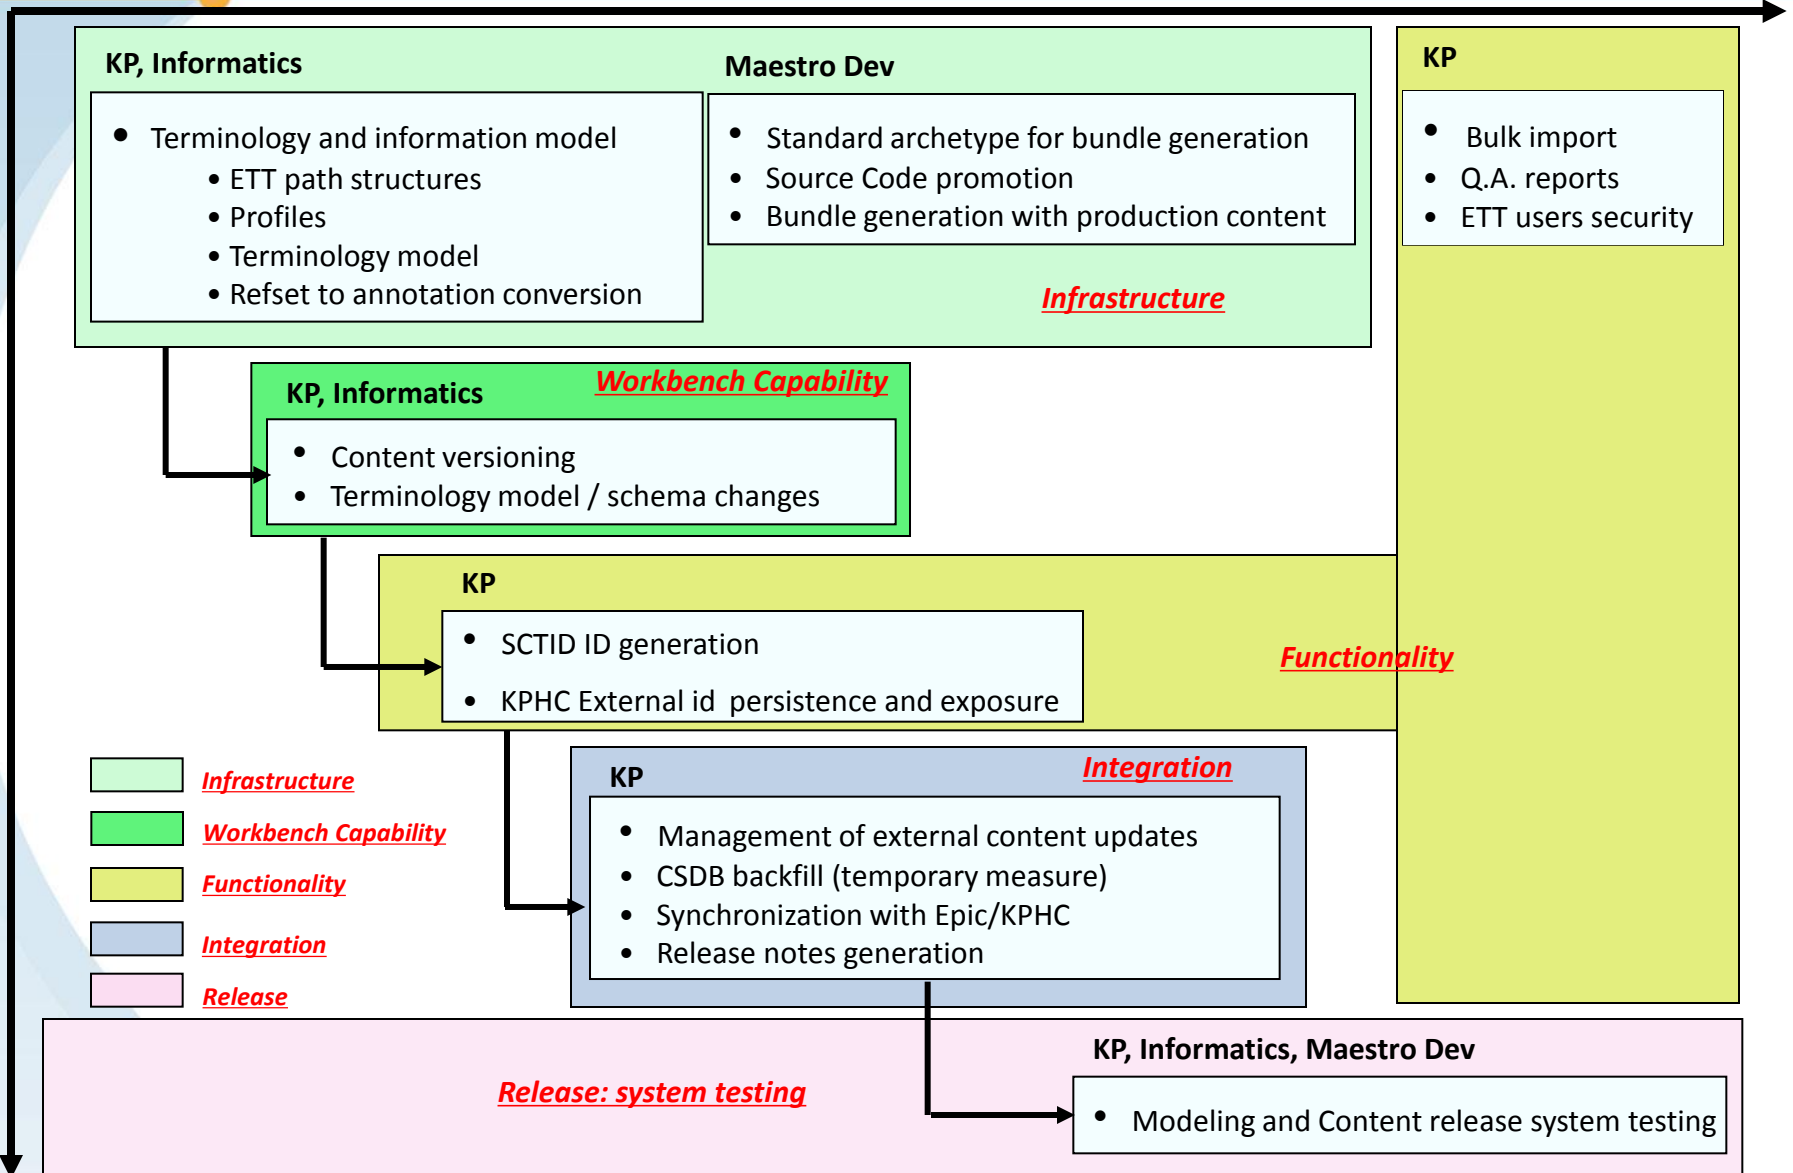 KP, Informatics
• Terminology and information model
• ETT path structures
• Profiles
• Terminology model
• Refset to annotation conversion
Maestro Dev
• Standard archetype for bundle generation
• Source Code promotion
• Bundle generation with production content
Infrastructure
KP
• Bulk import
• Q.A. reports
• ETT users security
KP, Informatics
Workbench Capability
• Content versioning
• Terminology model / schema changes
KP
• SCTID ID generation
• KPHC External id  persistence and exposure
Functionality
KP
Integration
• Management of external content updates
• CSDB backfill (temporary measure)
• Synchronization with Epic/KPHC
• Release notes generation
Infrastructure
Workbench Capability
Functionality
Integration
Release
Release: system testing
KP, Informatics, Maestro Dev
• Modeling and Content release system testing